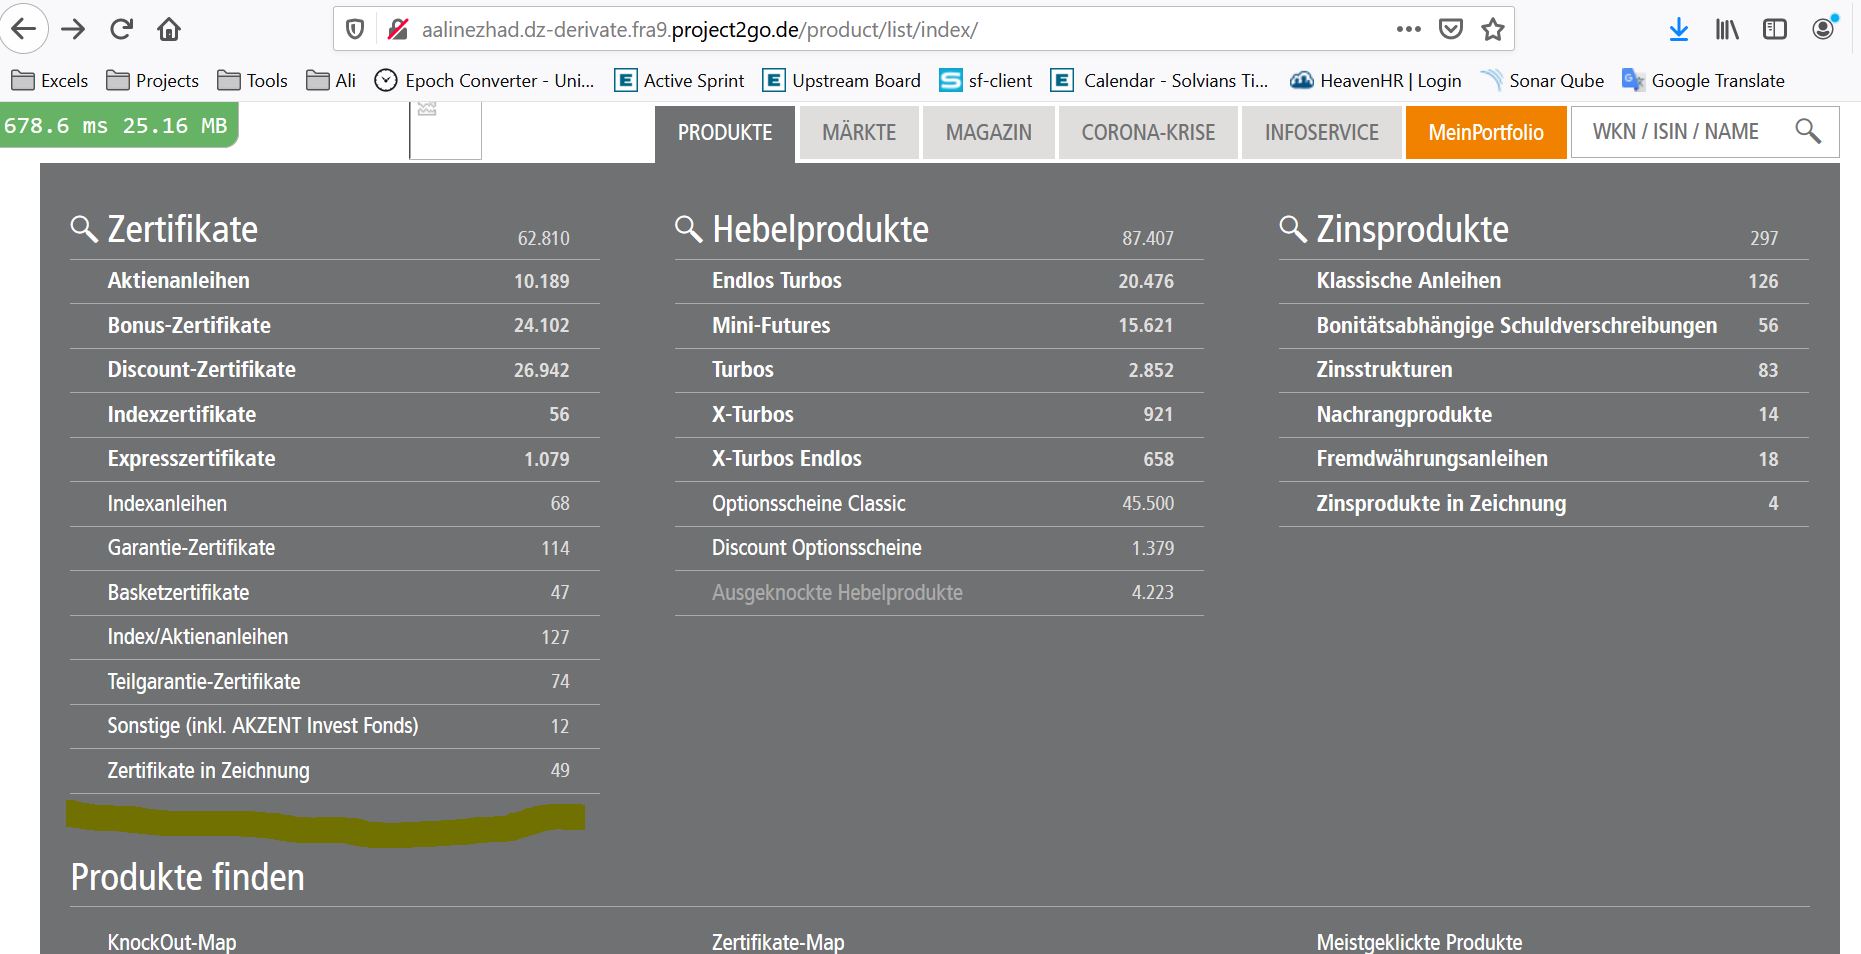 aalinezhad.dz-derivate.fra9.project2go.de/product/list/index/
Excels Projects Tools Ali Epoch Converter - Uni... Active Sprint Upstream Board sf-client Calendar - Solvians Ti... HeavenHR | Login Sonar Qube Google Translate
678.6 ms 25.16 MB
PRODUKTE MÄRKTE MAGAZIN CORONA-KRISE INFOSERVICE MeinPortfolio WKN / ISIN / NAME
Zertifikate 62.810
Aktienanleihen 10.189
Bonus-Zertifikate 24.102
Discount-Zertifikate 26.942
Indexzertifikate 56
Expresszertifikate 1.079
Indexanleihen 68
Garantie-Zertifikate 114
Basketzertifikate 47
Index/Aktienanleihen 127
Teilgarantie-Zertifikate 74
Sonstige (inkl. AKZENT Invest Fonds) 12
Zertifikate in Zeichnung 49
Hebelprodukte 87.407
Endlos Turbos 20.476
Mini-Futures 15.621
Turbos 2.852
X-Turbos 921
X-Turbos Endlos 658
Optionsscheine Classic 45.500
Discount Optionsscheine 1.379
Ausgeknockte Hebelprodukte 4.223
Zinsprodukte 297
Klassische Anleihen 126
Bonitätsabhängige Schuldverschreibungen 56
Zinsstrukturen 83
Nachrangprodukte 14
Fremdwährungsanleihen 18
Zinsprodukte in Zeichnung 4
Produkte finden
KnockOut-Map Zertifikate-Map Meistgeklickte Produkte